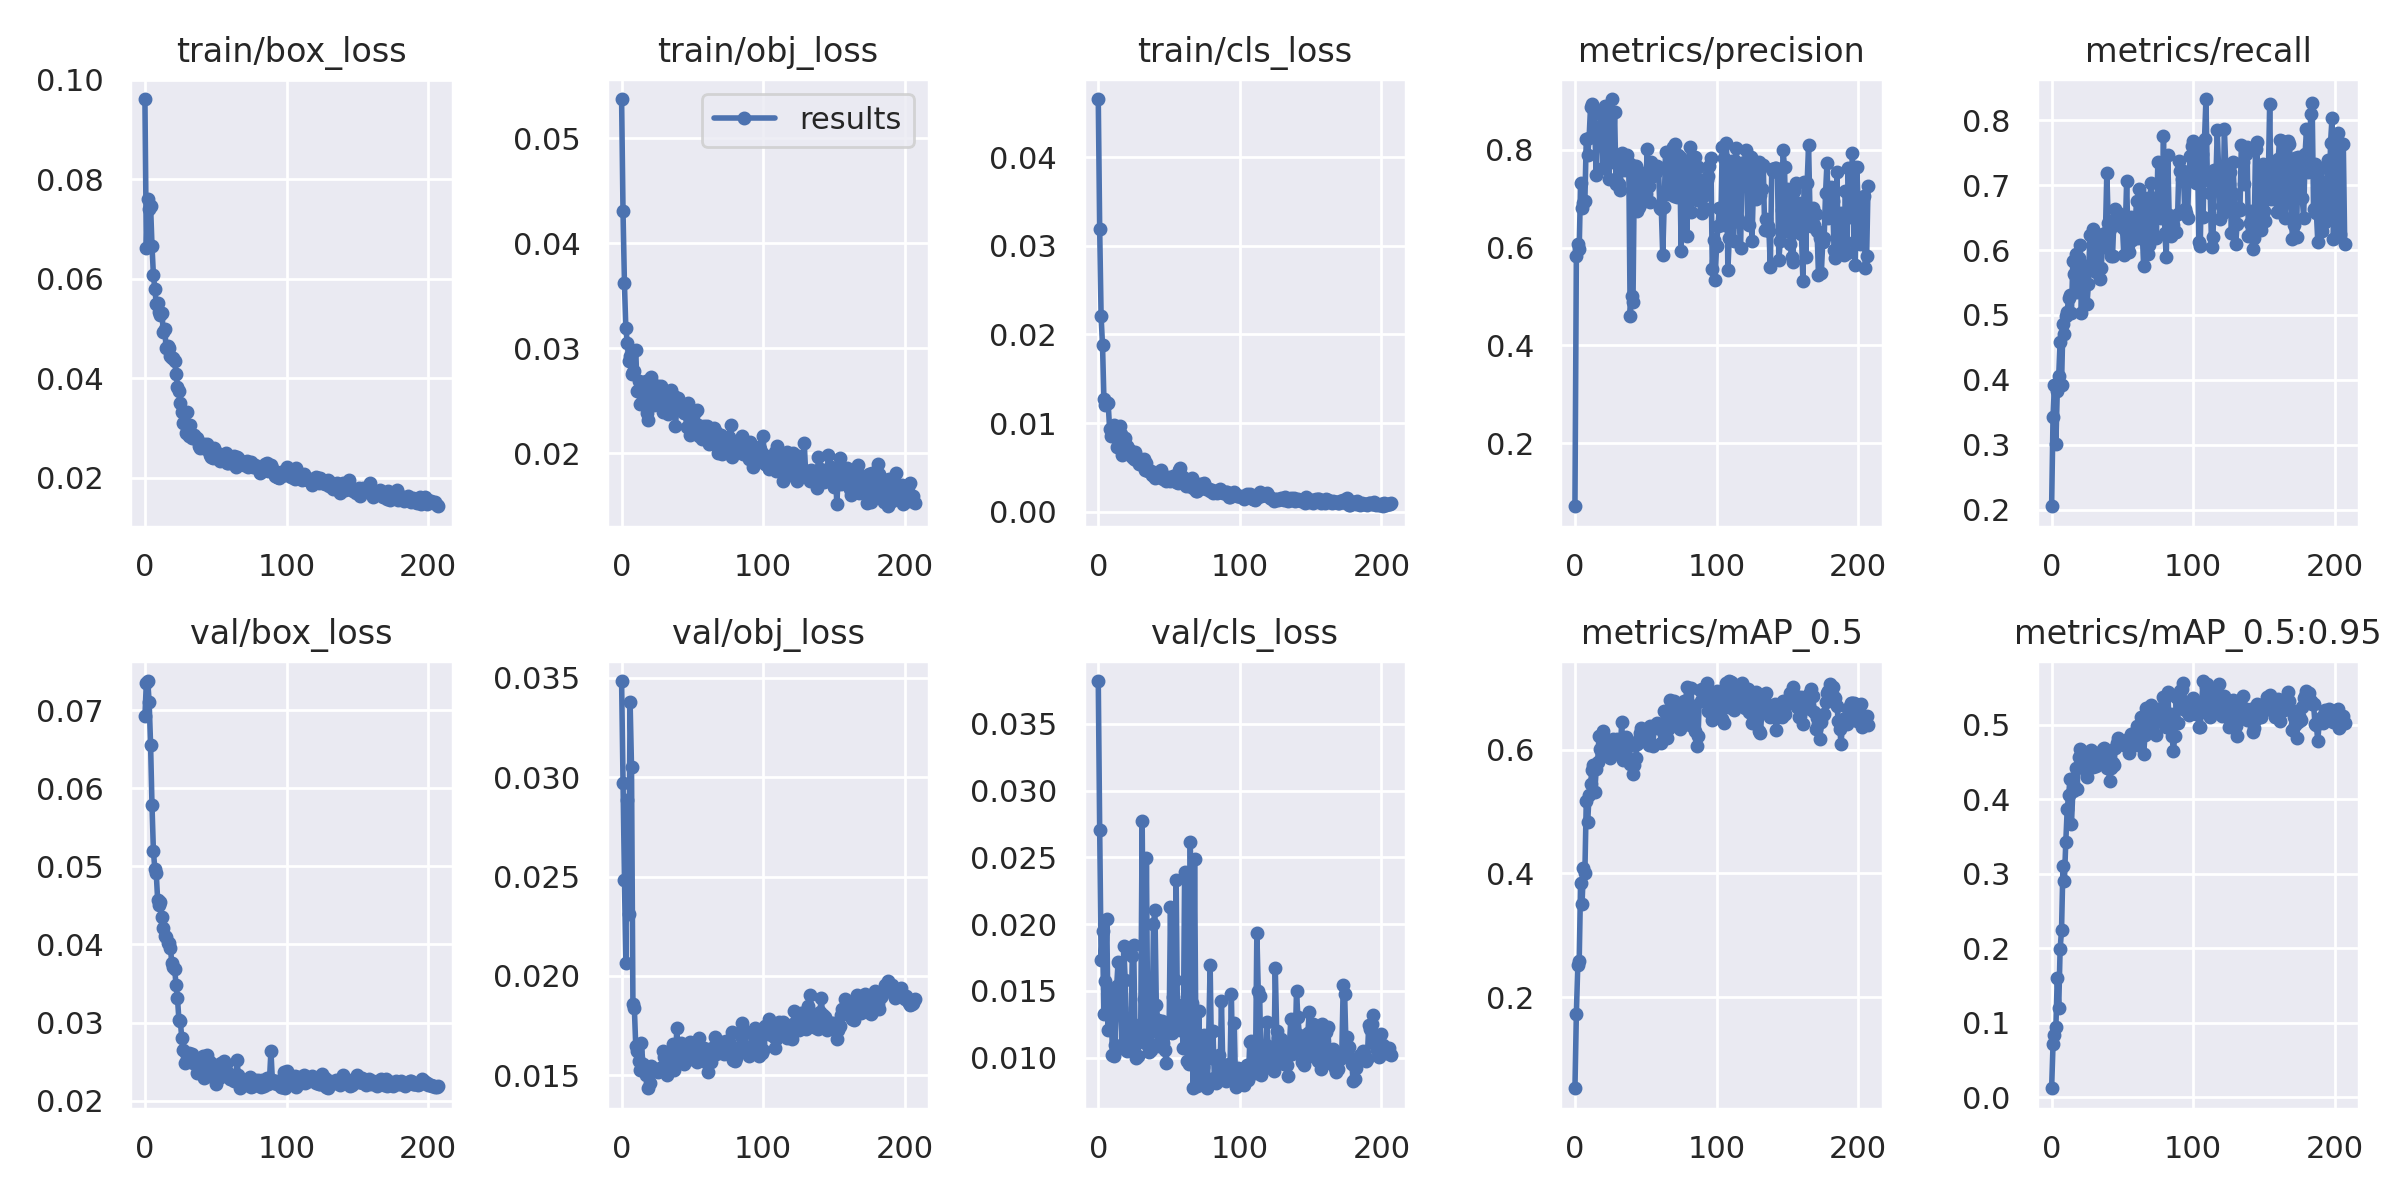 train/box_loss
0.10
0.08
0.06
0.04
0.02
0 100 200
train/obj_loss
results
0.05
0.04
0.03
0.02
0 100 200
train/cls_loss
0.04
0.03
0.02
0.01
0.00
0 100 200
metrics/precision
0.8
0.6
0.4
0.2
0 100 200
metrics/recall
0.8
0.7
0.6
0.5
0.4
0.3
0.2
0 100 200
val/box_loss
0.07
0.06
0.05
0.04
0.03
0.02
0 100 200
val/obj_loss
0.035
0.030
0.025
0.020
0.015
0 100 200
val/cls_loss
0.035
0.030
0.025
0.020
0.015
0.010
0 100 200
metrics/mAP_0.5
0.6
0.4
0.2
0 100 200
metrics/mAP_0.5:0.95
0.5
0.4
0.3
0.2
0.1
0.0
0 100 200